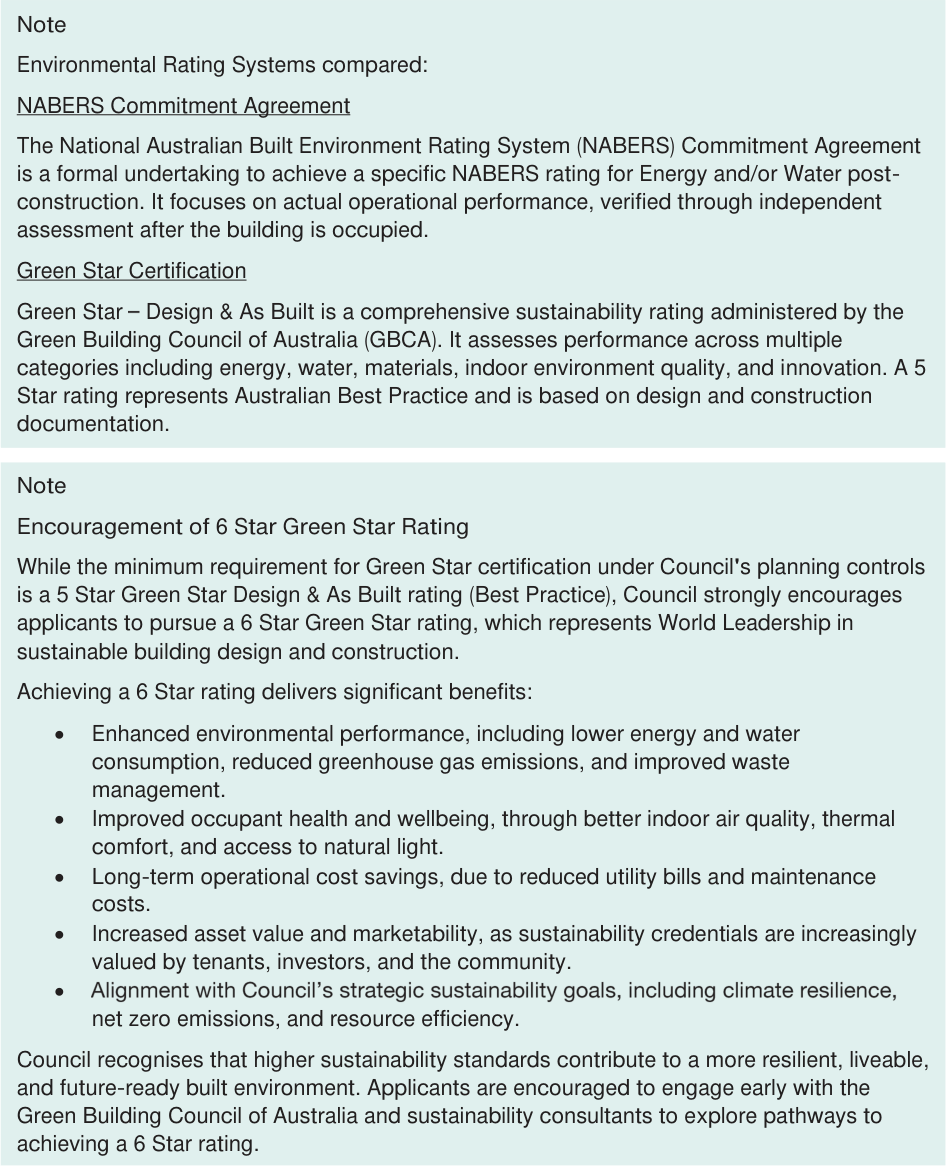 Note
Environmental Rating Systems compared:
NABERS Commitment Agreement
The National Australian Built Environment Rating System (NABERS) Commitment Agreement
is a formal undertaking to achieve a specific NABERS rating for Energy and/or Water post-
construction. It focuses on actual operational performance, verified through independent
assessment after the building is occupied.
Green Star Certification
Green Star – Design & As Built is a comprehensive sustainability rating administered by the
Green Building Council of Australia (GBCA). It assesses performance across multiple
categories including energy, water, materials, indoor environment quality, and innovation. A 5
Star rating represents Australian Best Practice and is based on design and construction
documentation.
Note
Encouragement of 6 Star Green Star Rating
While the minimum requirement for Green Star certification under Council's planning controls
is a 5 Star Green Star Design & As Built rating (Best Practice), Council strongly encourages
applicants to pursue a 6 Star Green Star rating, which represents World Leadership in
sustainable building design and construction.
Achieving a 6 Star rating delivers significant benefits:
• Enhanced environmental performance, including lower energy and water
consumption, reduced greenhouse gas emissions, and improved waste
management.
• Improved occupant health and wellbeing, through better indoor air quality, thermal
comfort, and access to natural light.
• Long-term operational cost savings, due to reduced utility bills and maintenance
costs.
• Increased asset value and marketability, as sustainability credentials are increasingly
valued by tenants, investors, and the community.
• Alignment with Council’s strategic sustainability goals, including climate resilience,
net zero emissions, and resource efficiency.
Council recognises that higher sustainability standards contribute to a more resilient, liveable,
and future-ready built environment. Applicants are encouraged to engage early with the
Green Building Council of Australia and sustainability consultants to explore pathways to
achieving a 6 Star rating.